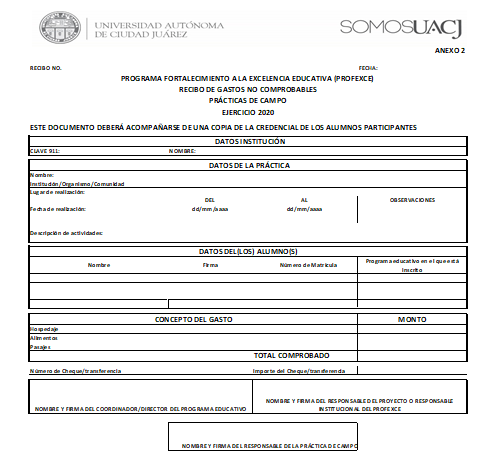 UNIVERSIDAD AUTÓNOMA
DE CIUDAD JUÁREZ
SOMOSUACJ
ANEXO 2
RECIBO NO.
FECHA:
PROGRAMA FORTALECIMIENTO A LA EXCELENCIA EDUCATIVA (PROFEXCE)
RECIBO DE GASTOS NO COMPROBABLES
PRÁCTICAS DE CAMPO
EJERCICIO 2020
ESTE DOCUMENTO DEBERÁ ACOMPAÑARSE DE UNA COPIA DE LA CREDENCIAL DE LOS ALUMNOS PARTICIPANTES
DATOS INSTITUCIÓN
CLAVE 911: NOMBRE:
DATOS DE LA PRÁCTICA
Nombre:
Institución/Organismo/Comunidad
Lugar de realización:
DEL AL OBSERVACIONES
Fecha de realización: dd/mm/aaaa dd/mm/aaaa
Descripción de actividades:
DATOS DEL(LOS) ALUMNO(S)
Nombre Firma Número de Matrícula Programa educativo en el que está
inscrito
CONCEPTO DEL GASTO MONTO
Hospedaje
Alimentos
Pasajes
TOTAL COMPROBADO
Número de Cheque/transferencia Importe del Cheque/transferencia
NOMBRE Y FIRMA DEL COORDINADOR/DIRECTOR DEL PROGRAMA EDUCATIVO
NOMBRE Y FIRMA DEL RESPONSABLE DEL PROYECTO O RESPONSABLE
INSTITUCIONAL DEL PROFEXCE
NOMBRE Y FIRMA DEL RESPONSABLE DE LA PRÁCTICA DE CAMPO